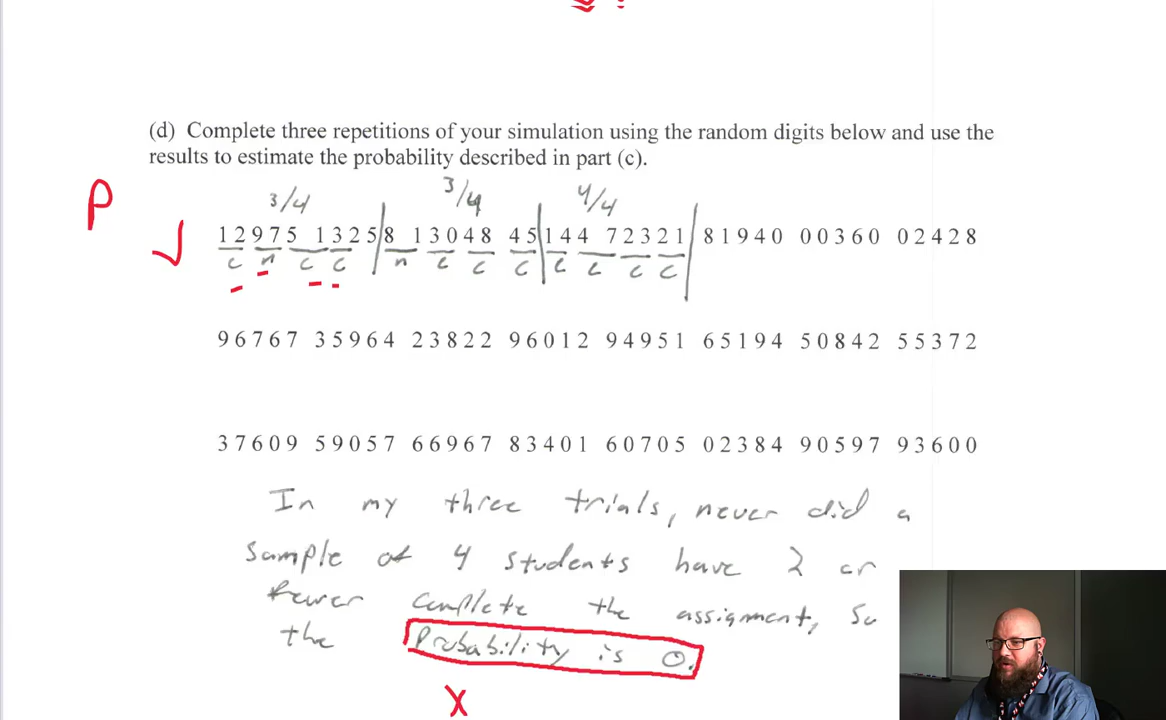 (d) Complete three repetitions of your simulation using the random digits below and use the
results to estimate the probability described in part (c).
P
3/4 3/4 4/4
12975 13258 13048 45144 72321 81940 00360 02428
c n c c n c c c c c c c
96767 35964 23822 96012 94951 65194 50842 55372
37609 59057 66967 83401 60705 02384 90597 93600
In my three trials, never did a
sample of 4 students have 2 or
fewer complete the assigment, so
the probability is 0.
X